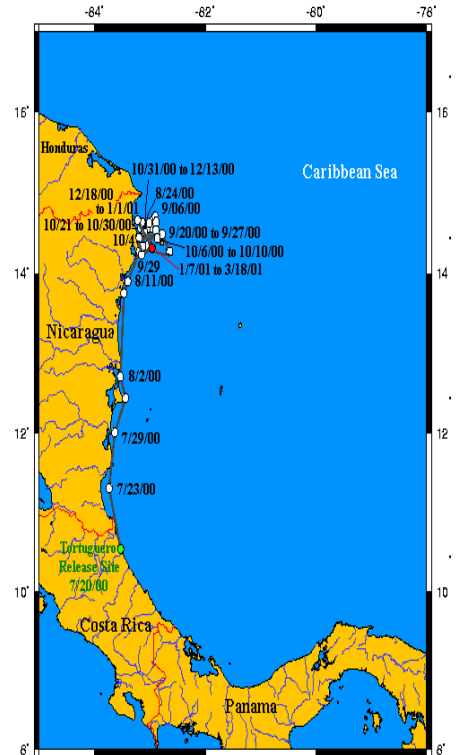 -84˚ -82˚ -80˚ -78˚
16˚ 16˚
Honduras
10/31/00 to 12/13/00
Caribbean Sea
12/18/00 8/24/00
to 1/1/01 9/06/00
10/21 to 10/30/00
9/20/00 to 9/27/00
10/4
10/6/00 to 10/10/00
9/29
1/7/01 to 3/18/01
14˚ 14˚
8/11/00
Nicaragua
8/2/00
12˚ 12˚
7/29/00
7/23/00
Tortuguero
Release Site
7/20/00
10˚ 10˚
Costa Rica
Panama
8˚ 8˚